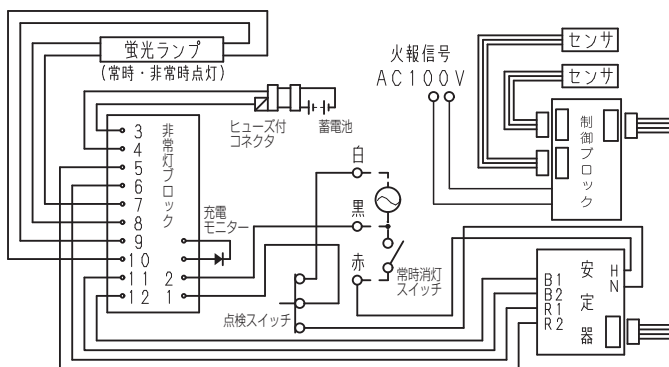 蛍光ランプ
(常時・非常時点灯)
火報信号
AC100V
センサ
センサ
制御ブロック
ヒューズ付
コネクタ
蓄電池
非常灯ブロック
3
4
5
6
7
8
9
10
11 2
12 1
充電
モニター
白
黒
赤
常時消灯
スイッチ
点検スイッチ
安定器
H
N
B1
B2
R1
R2